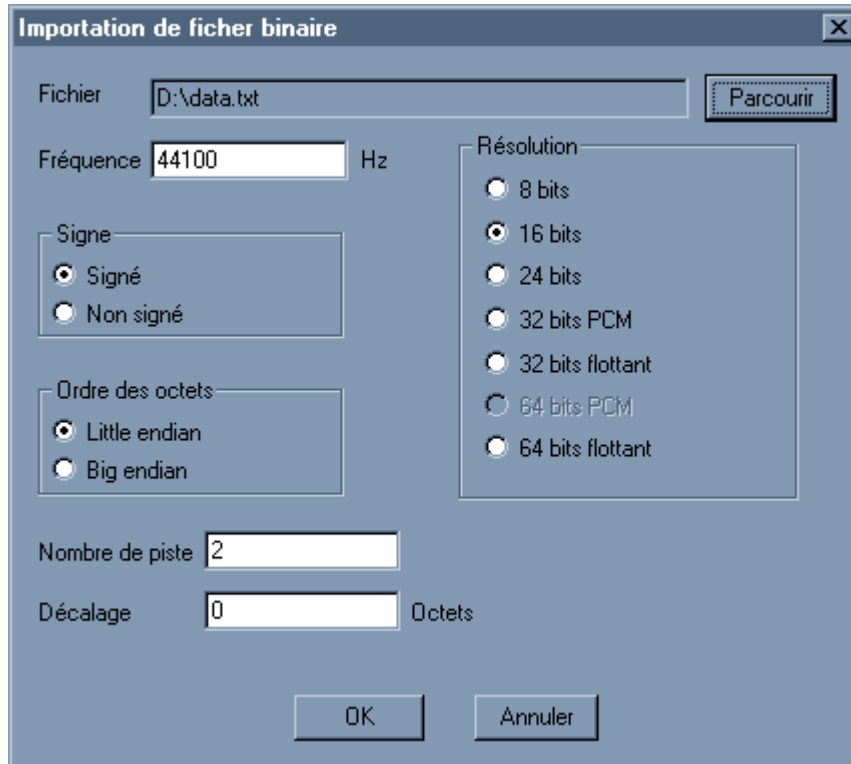 Importation de ficher binaire
Fichier D:\data.txt Parcourir
Fréquence 44100 Hz
Signe
Signé
Non signé
Ordre des octets
Little endian
Big endian
Résolution
8 bits
16 bits
24 bits
32 bits PCM
32 bits flottant
64 bits PCM
64 bits flottant
Nombre de piste 2
Décalage 0 Octets
OK Annuler